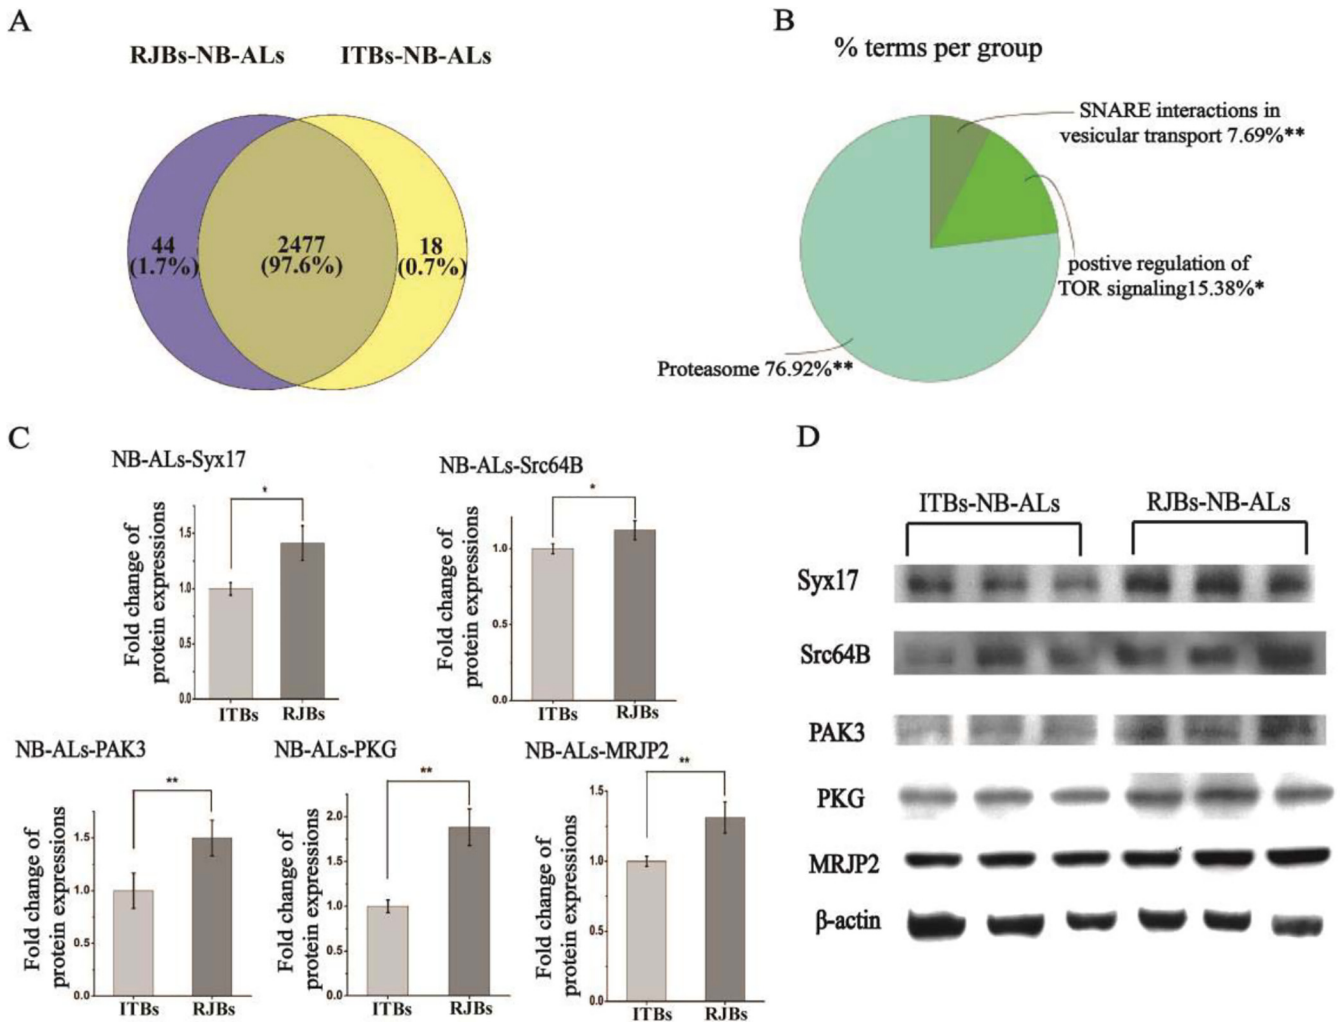 A
RJBs-NB-ALs
ITBs-NB-ALs
44
(1.7%)
2477
(97.6%)
18
(0.7%)
B
% terms per group
SNARE interactions in
vesicular transport 7.69%**
postive regulation of
TOR signaling15.38%*
Proteasome 76.92%**
C
NB-ALs-Syx17
*
Fold change of
protein expressions
1.5
1.0
0.5
0.0
ITBs
RJBs
NB-ALs-Src64B
*
Fold change of
protein expressions
1.0
0.5
0.0
ITBs
RJBs
NB-ALs-PAK3
**
Fold change of
protein expressions
1.5
1.0
0.5
0.0
ITBs
RJBs
NB-ALs-PKG
**
Fold change of
protein expressions
2.0
1.5
1.0
0.5
0.0
ITBs
RJBs
NB-ALs-MRJP2
**
Fold change of
protein expressions
1.5
1.0
0.5
0.0
ITBs
RJBs
D
ITBs-NB-ALs
RJBs-NB-ALs
Syx17
Src64B
PAK3
PKG
MRJP2
β-actin